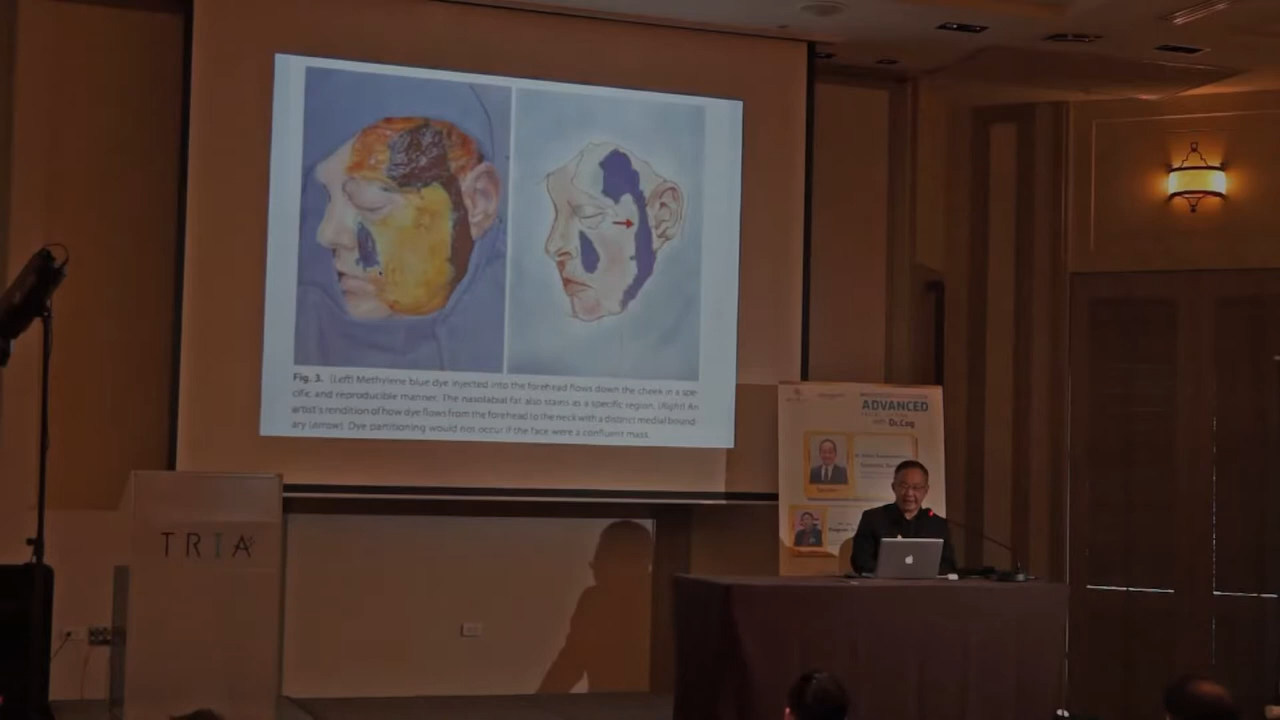 Fig. 3. (Left) Methylene blue dye injected into the forehead flows down the cheek in a spe-
cific and reproducible manner. The nasolabial fat also stains as a specific region. (Right) An
artist's rendition of how dye flows from the forehead to the neck with a distinct medial bound-
ary (arrow). Dye partitioning would not occur if the face were a confluent mass.
TRIA
ADVANCED
with Dr.Cog